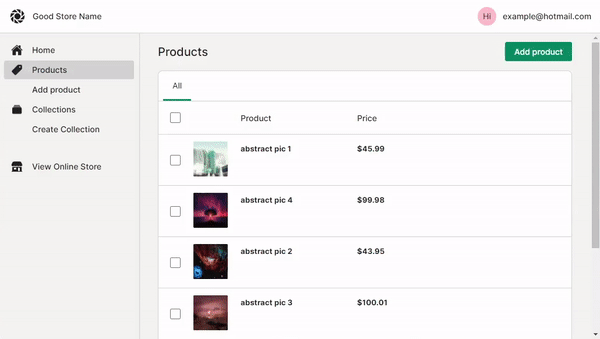 Good Store Name
Hi example@hotmail.com
Home
Products
Add product
Collections
Create Collection
View Online Store
Products
Add product
All
Product Price
abstract pic 1 $45.99
abstract pic 4 $99.98
abstract pic 2 $43.95
abstract pic 3 $100.01